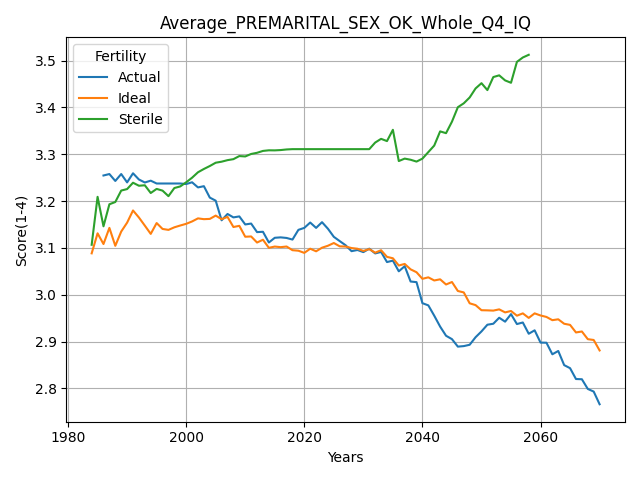 Average_PREMARITAL_SEX_OK_Whole_Q4_IQ
Fertility
Actual
Ideal
Sterile
Score(1-4)
3.5
3.4
3.3
3.2
3.1
3.0
2.9
2.8
1980
2000
2020
2040
2060
Years